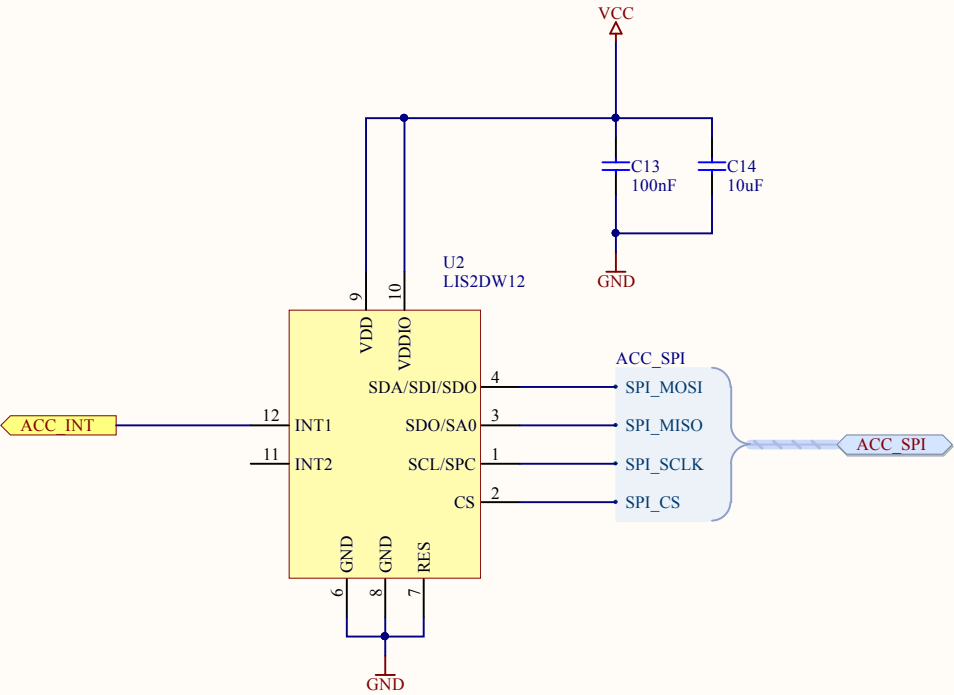 VCC
C13
100nF
C14
10uF
GND
U2
LIS2DW12
9
10
VDD
VDDIO
ACC_SPI
SDA/SDI/SDO
4
SPI_MOSI
ACC_INT
12
INT1
SDO/SA0
3
SPI_MISO
ACC_SPI
11
INT2
SCL/SPC
1
SPI_SCLK
CS
2
SPI_CS
GND
GND
RES
6
8
7
GND